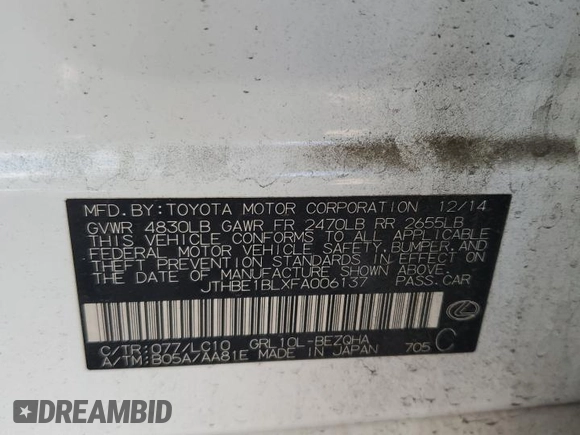 MFD. BY: TOYOTA MOTOR CORPORATION 12/14
GVWR 4830LB GAWR FR 2470LB RR 2655LB
THIS VEHICLE CONFORMS TO ALL APPLICABLE
FEDERAL MOTOR VEHICLE SAFETY, BUMPER, AND
THEFT PREVENTION STANDARDS IN EFFECT ON
THE DATE OF MANUFACTURE SHOWN ABOVE.
JTHBE1BLXFA006137 PASS. CAR
C/TR: 077/LC10 GRL10L-BEZQHA 705 C
A/TM: B05A/AA81E MADE IN JAPAN
DREAMBID